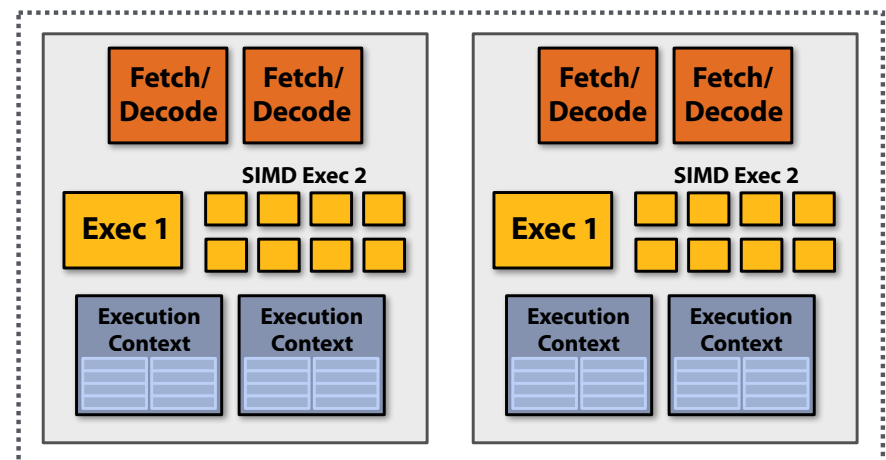 Fetch/
Decode
Fetch/
Decode
SIMD Exec 2
Exec 1
Execution
Context
Execution
Context
Fetch/
Decode
Fetch/
Decode
SIMD Exec 2
Exec 1
Execution
Context
Execution
Context